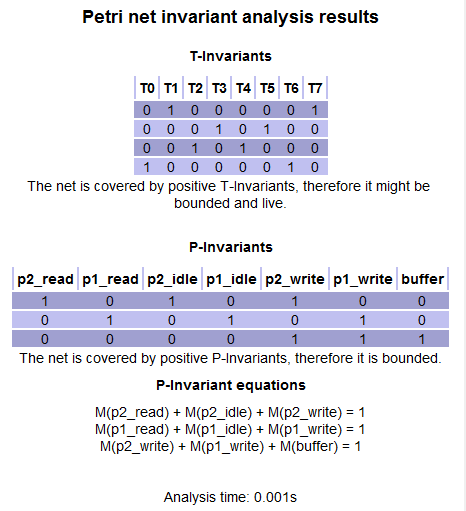 Petri net invariant analysis results
T-Invariants
T0 T1 T2 T3 T4 T5 T6 T7
0 1 0 0 0 0 0 1
0 0 0 1 0 1 0 0
0 0 1 0 1 0 0 0
1 0 0 0 0 0 1 0
The net is covered by positive T-Invariants, therefore it might be
bounded and live.
P-Invariants
p2_read p1_read p2_idle p1_idle p2_write p1_write buffer
1 0 1 0 1 0 0
0 1 0 1 0 1 0
0 0 0 0 1 1 1
The net is covered by positive P-Invariants, therefore it is bounded.
P-Invariant equations
M(p2_read) + M(p2_idle) + M(p2_write) = 1
M(p1_read) + M(p1_idle) + M(p1_write) = 1
M(p2_write) + M(p1_write) + M(buffer) = 1
Analysis time: 0.001s